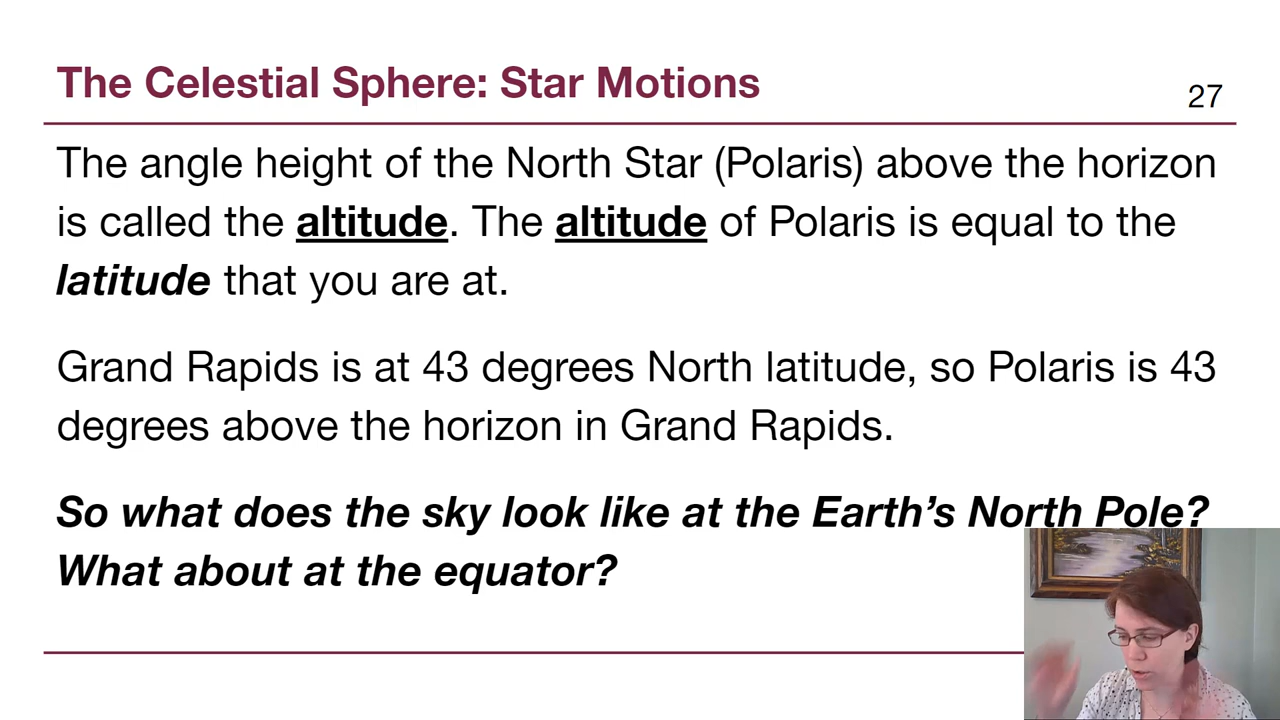 The Celestial Sphere: Star Motions
27
The angle height of the North Star (Polaris) above the horizon
is called the altitude. The altitude of Polaris is equal to the
latitude that you are at.
Grand Rapids is at 43 degrees North latitude, so Polaris is 43
degrees above the horizon in Grand Rapids.
So what does the sky look like at the Earth’s North Pole?
What about at the equator?